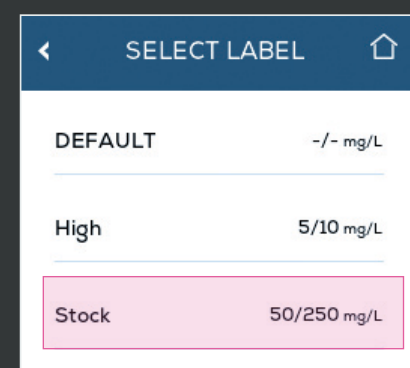 SELECT LABEL
DEFAULT -/- mg/L
High 5/10 mg/L
Stock 50/250 mg/L